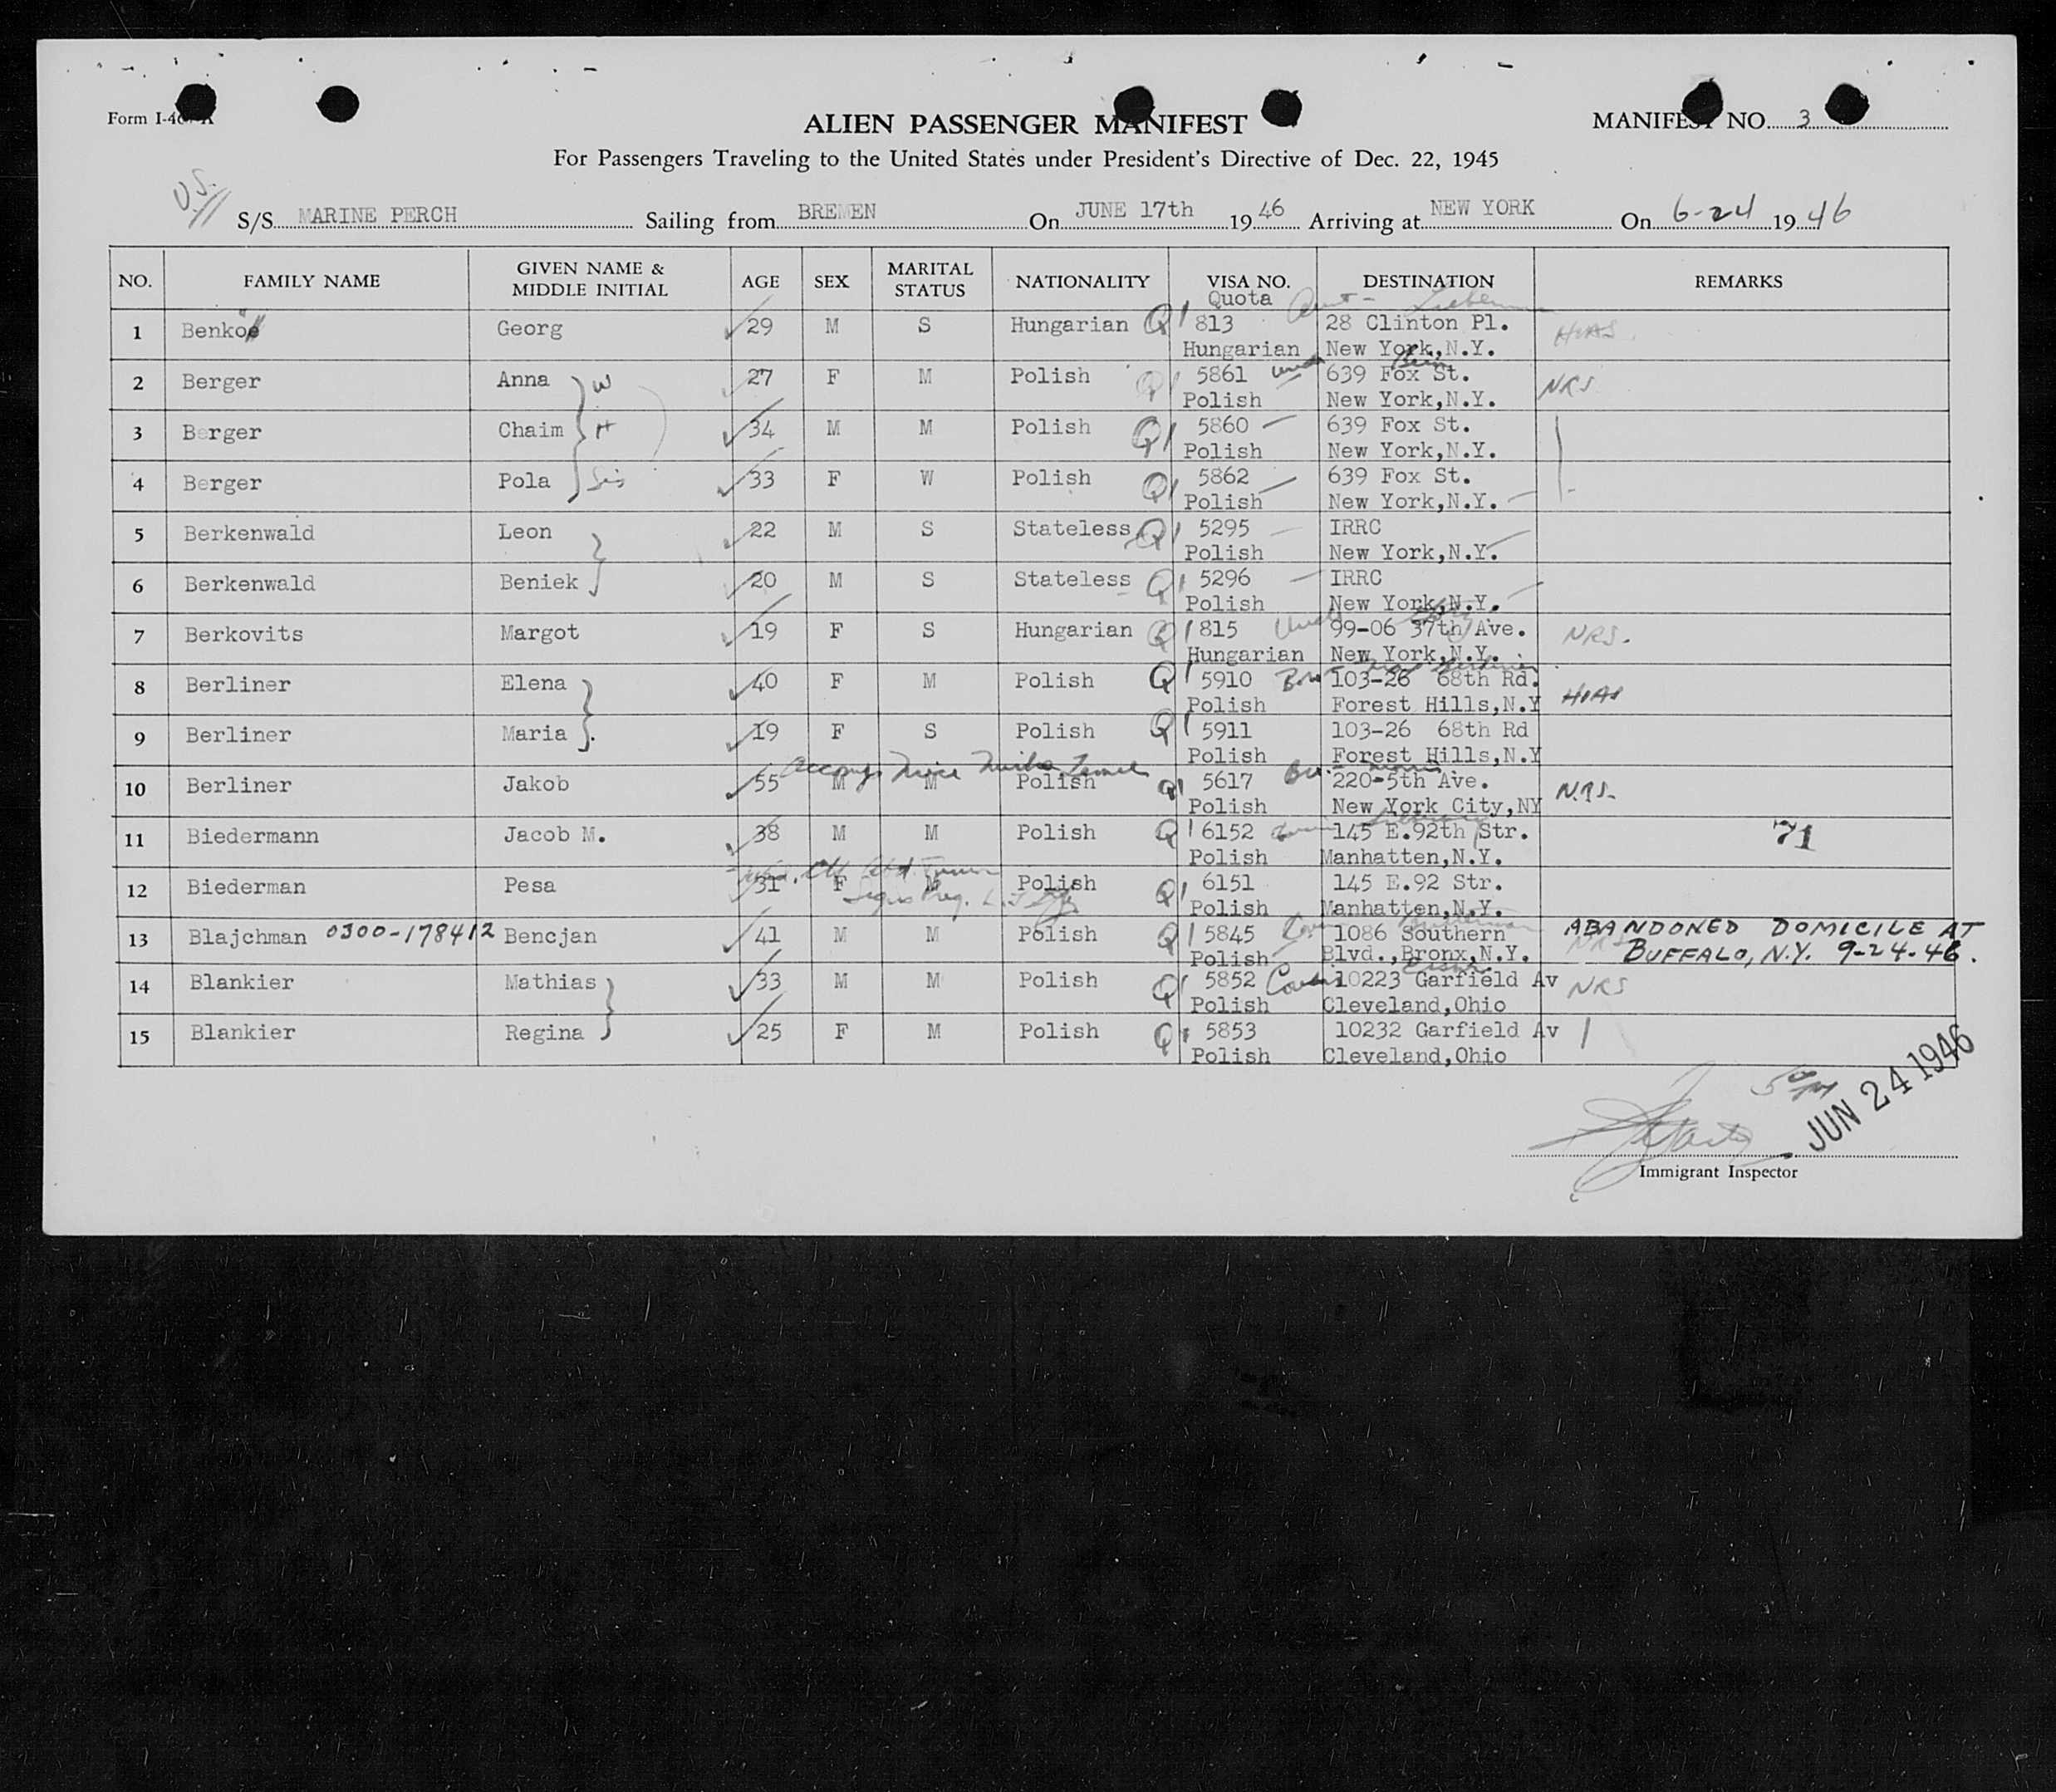 Form I-46
ALIEN PASSENGER MANIFEST
MANIFEST NO. 3
For Passengers Traveling to the United States under President's Directive of Dec. 22, 1945
S/S MARINE PERCH Sailing from BREMEN On JUNE 17th 1946 Arriving at NEW YORK On 6-24 1946
NO. FAMILY NAME GIVEN NAME & MIDDLE INITIAL AGE SEX MARITAL STATUS NATIONALITY VISA NO. DESTINATION REMARKS
Quota Aunt -
1 Benkö Georg 29 M S Hungarian Q1 813 28 Clinton Pl. HIAS
Hungarian New York,N.Y.
2 Berger Anna W 27 F M Polish Q1 5861 639 Fox St. NRS
Polish New York,N.Y.
3 Berger Chaim H 34 M M Polish Q1 5860 639 Fox St.
Polish New York,N.Y.
4 Berger Pola Sis 33 F W Polish Q1 5862 639 Fox St.
Polish New York,N.Y.
5 Berkenwald Leon 22 M S Stateless Q1 5295 IRRC
Polish New York,N.Y.
6 Berkenwald Beniek 20 M S Stateless Q1 5296 IRRC
Polish New York,N.Y.
7 Berkovits Margot 19 F S Hungarian Q1 815 Uncle 99-06 37th Ave. NRS.
Hungarian New York,N.Y.
8 Berliner Elena 40 F M Polish Q1 5910 103-26 68th Rd. HIAS
Polish Forest Hills,N.Y
9 Berliner Maria 19 F S Polish Q1 5911 103-26 68th Rd
Polish Forest Hills,N.Y
10 Berliner Jakob 55 M M Polish Q1 5617 220-5th Ave. NRS-
Polish New York City,NY
11 Biedermann Jacob M. 38 M M Polish Q1 6152 145 E.92th Str. 71
Polish Manhatten,N.Y.
12 Biederman Pesa 31 F M Polish Q1 6151 145 E.92 Str.
Polish Manhatten,N.Y.
13 Blajchman 0300-178412 Bencjan 41 M M Polish Q1 5845 1086 Southern ABANDONED DOMICILE AT
Polish Blvd.,Bronx,N.Y. NRS BUFFALO, N.Y. 9-24-46.
14 Blankier Mathias 33 M M Polish Q1 5852 Cousin 10223 Garfield Av NRS
Polish Cleveland,Ohio
15 Blankier Regina 25 F M Polish Q1 5853 10232 Garfield Av
Polish Cleveland,Ohio
JUN 24 1946
Immigrant Inspector